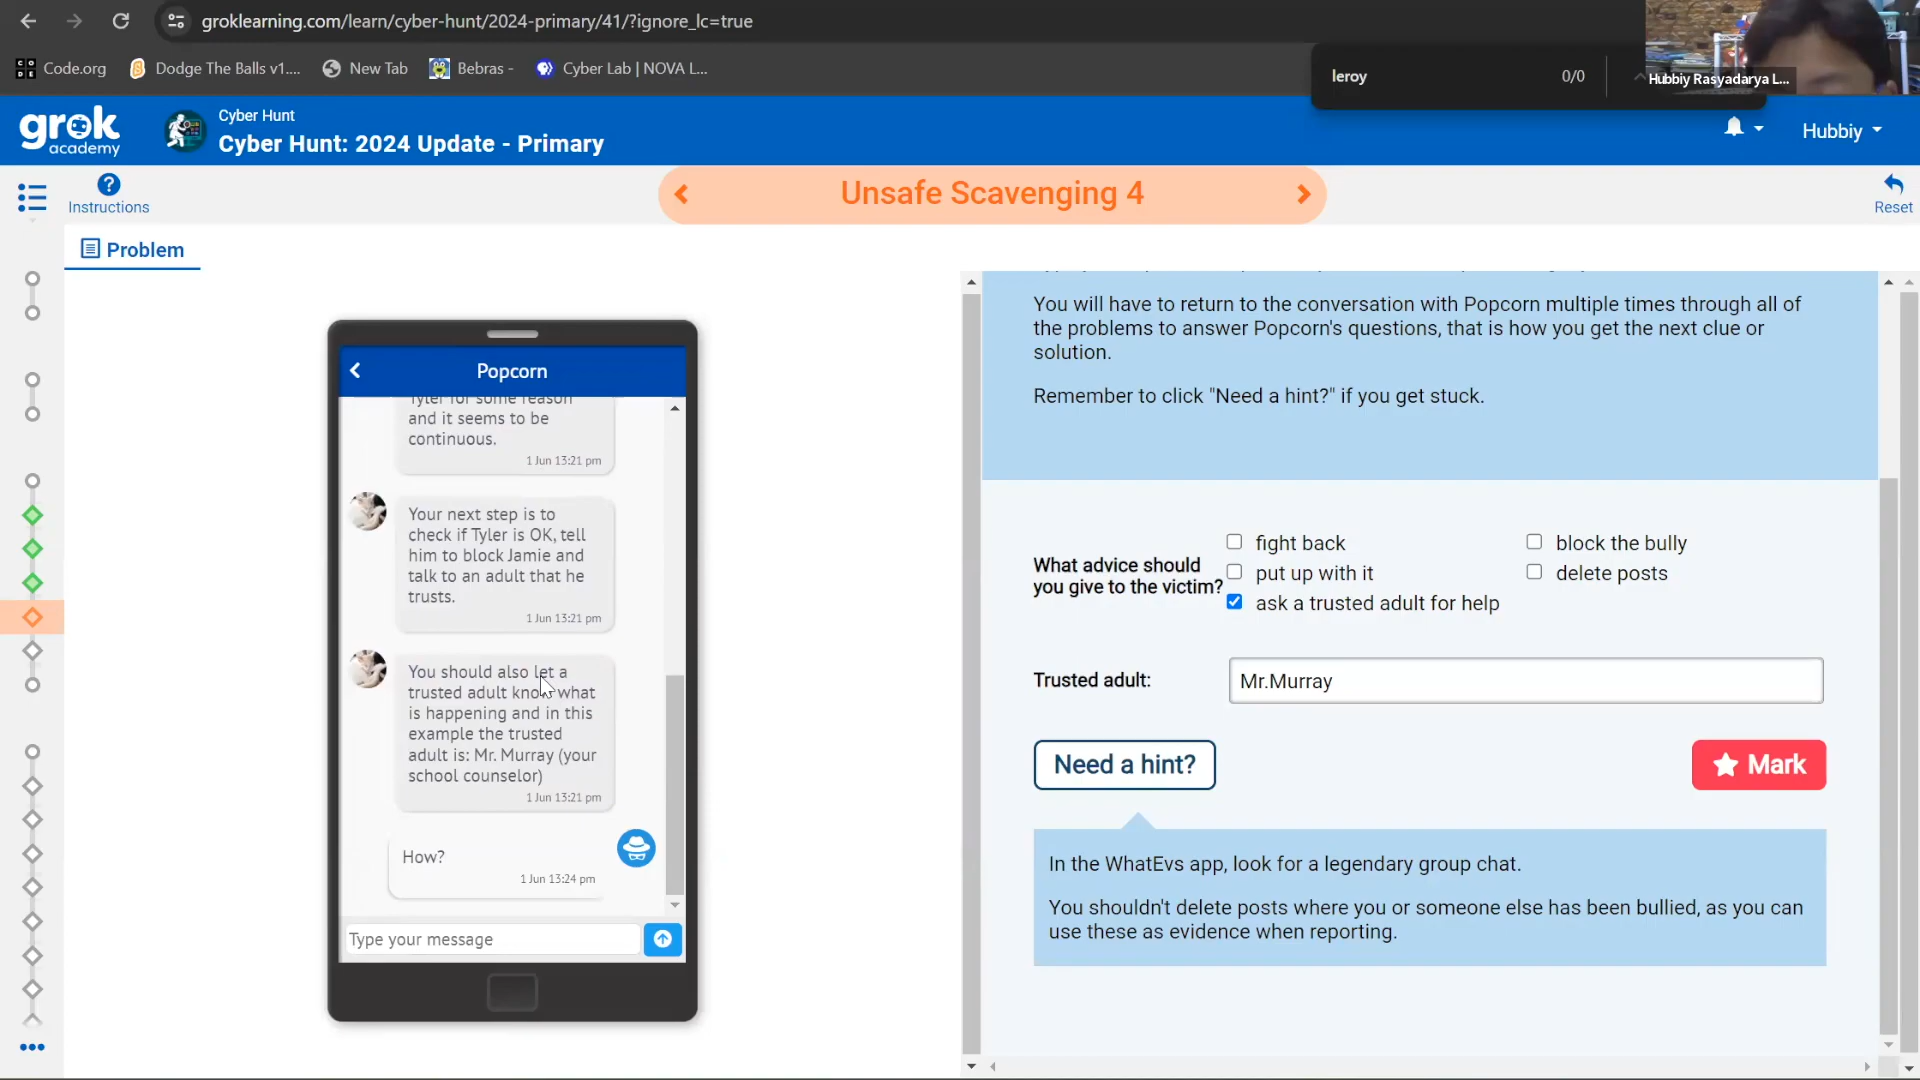 groklearning.com/learn/cyber-hunt/2024-primary/41/?ignore_lc=true
CODE Code.org
Dodge The Balls v1....
New Tab
Bebras -
Cyber Lab | NOVA L...
leroy
0/0
Hubbiy Rasyadarya L...
grok
academy
Cyber Hunt
Cyber Hunt: 2024 Update - Primary
Hubbiy
Instructions
Unsafe Scavenging 4
Reset
Problem
Popcorn
Tyler for some reason
and it seems to be
continuous.
1 Jun 13:21 pm
Your next step is to
check if Tyler is OK, tell
him to block Jamie and
talk to an adult that he
trusts.
1 Jun 13:21 pm
You should also let a
trusted adult know what
is happening and in this
example the trusted
adult is: Mr. Murray (your
school counselor)
1 Jun 13:21 pm
How?
1 Jun 13:24 pm
Type your message
You will have to return to the conversation with Popcorn multiple times through all of
the problems to answer Popcorn's questions, that is how you get the next clue or
solution.
Remember to click "Need a hint?" if you get stuck.
What advice should
you give to the victim?
fight back
block the bully
put up with it
delete posts
ask a trusted adult for help
Trusted adult:
Mr.Murray
Need a hint?
Mark
In the WhatEvs app, look for a legendary group chat.
You shouldn't delete posts where you or someone else has been bullied, as you can
use these as evidence when reporting.